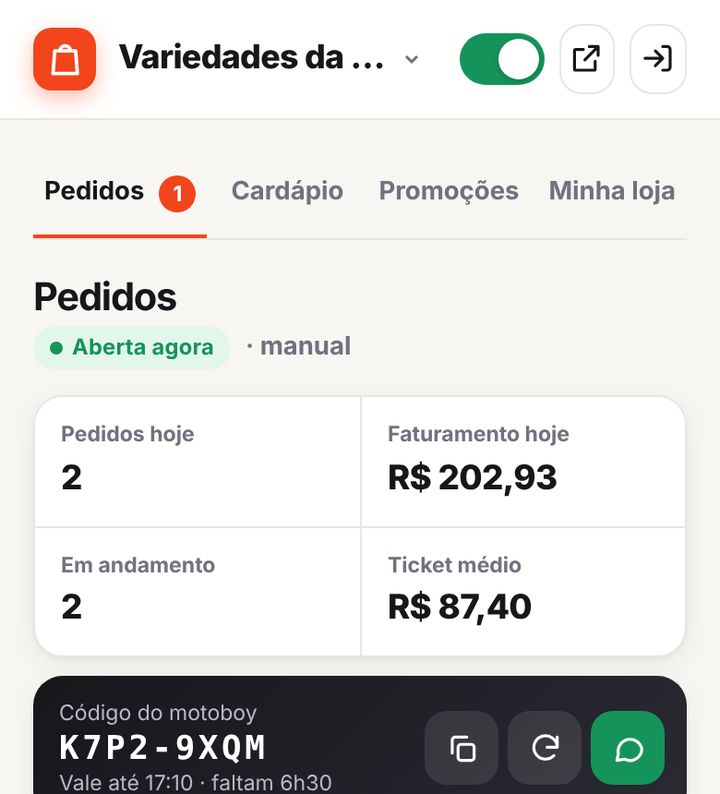 Variedades da ...
Pedidos 1 Cardápio Promoções Minha loja
Pedidos
Aberta agora · manual
Pedidos hoje
2
Faturamento hoje
R$ 202,93
Em andamento
2
Ticket médio
R$ 87,40
Código do motoboy
K7P2-9XQM
Vale até 17:10 · faltam 6h30